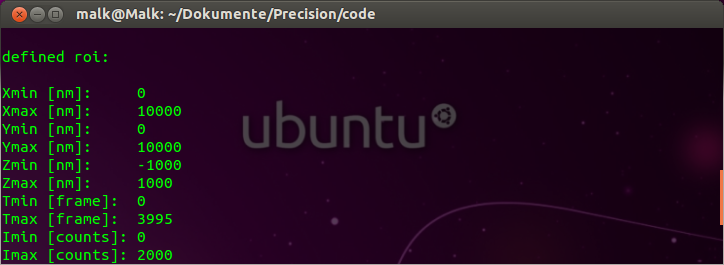 malk@Malk: ~/Dokumente/Precision/code
defined roi:
Xmin [nm]: 0
Xmax [nm]: 10000
Ymin [nm]: 0
Ymax [nm]: 10000
Zmin [nm]: -1000
Zmax [nm]: 1000
Tmin [frame]: 0
Tmax [frame]: 3995
Imin [counts]: 0
Imax [counts]: 2000
ubuntu